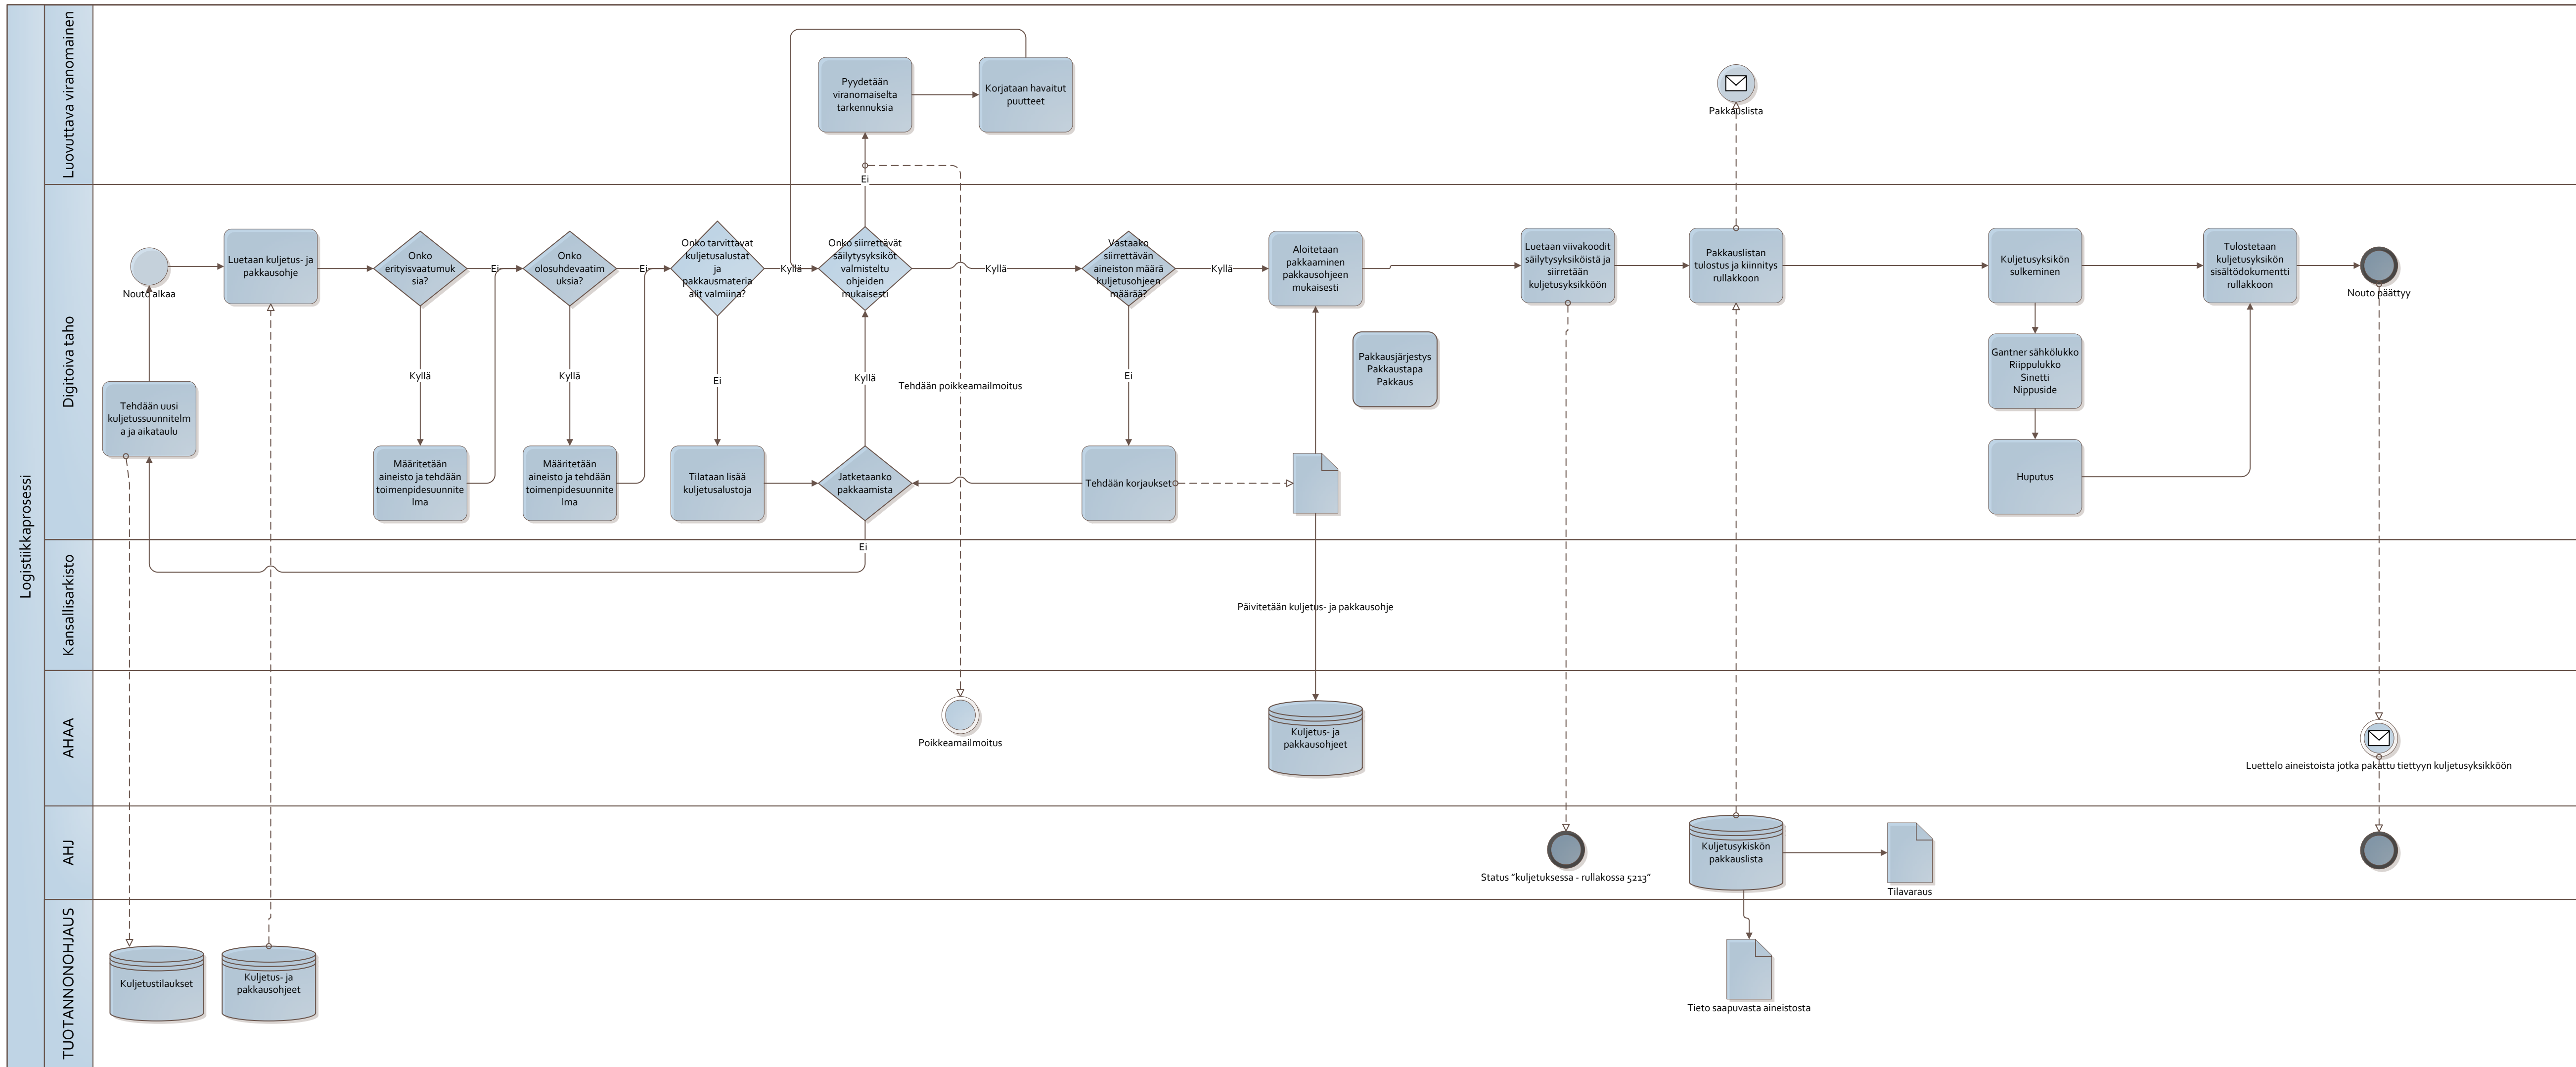 Logistiikkaprosessi
Luovuttava viranomainen
Pyydetään
viranomaiselta
tarkennuksia
Korjataan havaitut
puutteet
Pakkauslista
Ei
Digitoiva taho
Nouto alkaa
Luetaan kuljetus- ja
pakkausohje
Onko
erityisvaatumuk
sia?
Ei
Onko
olosuhdevaatim
uksia?
Ei
Onko tarvittavat
kuljetusalustat
ja
pakkausmateria
alit valmiina?
Kyllä
Onko siirrettävät
säilytysyksiköt
valmisteltu
ohjeiden
mukaisesti
Kyllä
Vastaako
siirrettävän
aineiston määrä
kuljetusohjeen
määrää?
Kyllä
Aloitetaan
pakkaaminen
pakkausohjeen
mukaisesti
Luetaan viivakoodit
säilytysyksiköistä ja
siirretään
kuljetusyksikköön
Pakkauslistan
tulostus ja kiinnitys
rullakkoon
Kuljetusyksikön
sulkeminen
Tulostetaan
kuljetusyksikön
sisältödokumentti
rullakkoon
Nouto päättyy
Kyllä
Kyllä
Ei
Kyllä
Tehdään poikkeamailmoitus
Ei
Pakkausjärjestys
Pakkaustapa
Pakkaus
Gantner sähkölukko
Riippulukko
Sinetti
Nippuside
Tehdään uusi
kuljetussuunnitelm
a ja aikataulu
Määritetään
aineisto ja tehdään
toimenpidesuunnite
lma
Määritetään
aineisto ja tehdään
toimenpidesuunnite
lma
Tilataan lisää
kuljetusalustoja
Jatketaanko
pakkaamista
Tehdään korjaukset
Huputus
Ei
Kansallisarkisto
Päivitetään kuljetus- ja pakkausohje
AHAA
Poikkeamailmoitus
Kuljetus- ja
pakkausohjeet
Luettelo aineistoista jotka pakattu tiettyyn kuljetusyksikköön
AHJ
Status "kuljetuksessa - rullakossa 5213"
Kuljetusykiskön
pakkauslista
Tilavaraus
TUOTANNONOHJAUS
Kuljetustilaukset
Kuljetus- ja
pakkausohjeet
Tieto saapuvasta aineistosta